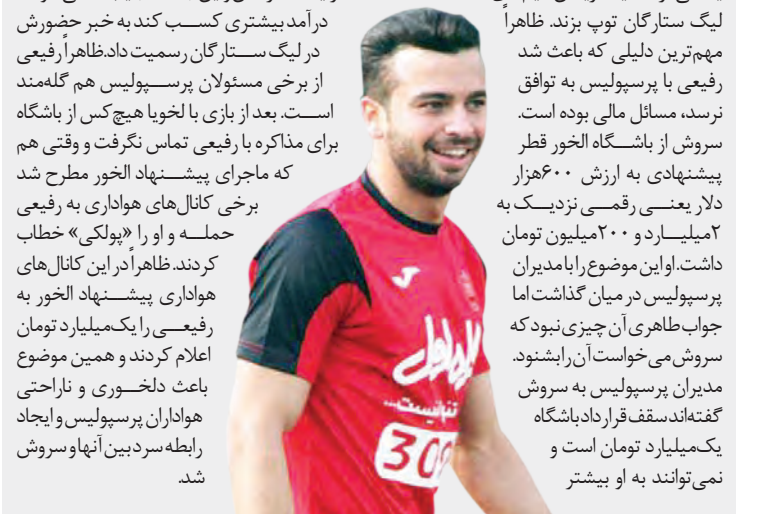 لیگ ستارگان توپ بزند. ظاهراً
مهم‌ترین دلیلی که باعث شد
رفیعی با پرسپولیس به توافق
نرسد، مسائل مالی بوده است.
سروش از باشگاه الخور قطر
پیشنهادی به ارزش ۶۰۰هزار
دلار یعنی رقمی نزدیک به
۲میلیارد و ۲۰۰میلیون تومان
داشت. او این موضوع را با مدیران
پرسپولیس در میان گذاشت اما
جواب طاهری آن چیزی نبود که
سروش می‌خواست آن را بشنود.
مدیران پرسپولیس به سروش
گفته‌اند سقف قرارداد باشگاه
یک‌میلیارد تومان است و
نمی‌توانند به او بیشتر
درآمد بیشتری کسب کند به خبر حضورش
در لیگ ستارگان رسمیت داد. ظاهراً رفیعی
از برخی مسئولان پرسپولیس هم گله‌مند
است. بعد از بازی با لخویا هیچ‌کس از باشگاه
برای مذاکره با رفیعی تماس نگرفت و وقتی هم
که ماجرای پیشنهاد الخور مطرح شد
برخی کانال‌های هواداری به رفیعی
حمله و او را «پولکی» خطاب
کردند. ظاهراً در این کانال‌های
هواداری پیشنهاد الخور به
رفیعی را یک‌میلیارد تومان
اعلام کردند و همین موضوع
باعث دلخوری و ناراحتی
هواداران پرسپولیس و ایجاد
رابطه سرد بین آنها و سروش
شد.
همراه اول
تنها نیست...
309